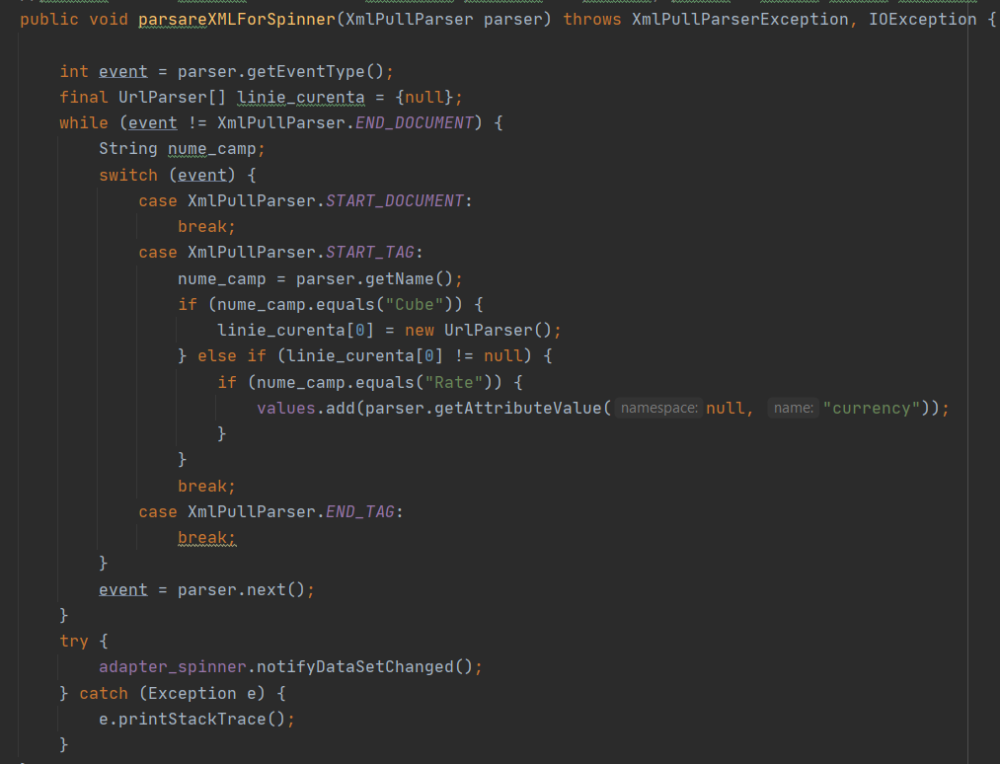 public void parsareXMLForSpinner(XmlPullParser parser) throws XmlPullParserException, IOException {
int event = parser.getEventType();
final UrlParser[] linie_curenta = {null};
while (event != XmlPullParser.END_DOCUMENT) {
String nume_camp;
switch (event) {
case XmlPullParser.START_DOCUMENT:
break;
case XmlPullParser.START_TAG:
nume_camp = parser.getName();
if (nume_camp.equals("Cube")) {
linie_curenta[0] = new UrlParser();
} else if (linie_curenta[0] != null) {
if (nume_camp.equals("Rate")) {
values.add(parser.getAttributeValue( namespace: null, name: "currency"));
}
}
break;
case XmlPullParser.END_TAG:
break;
}
event = parser.next();
}
try {
adapter_spinner.notifyDataSetChanged();
} catch (Exception e) {
e.printStackTrace();
}